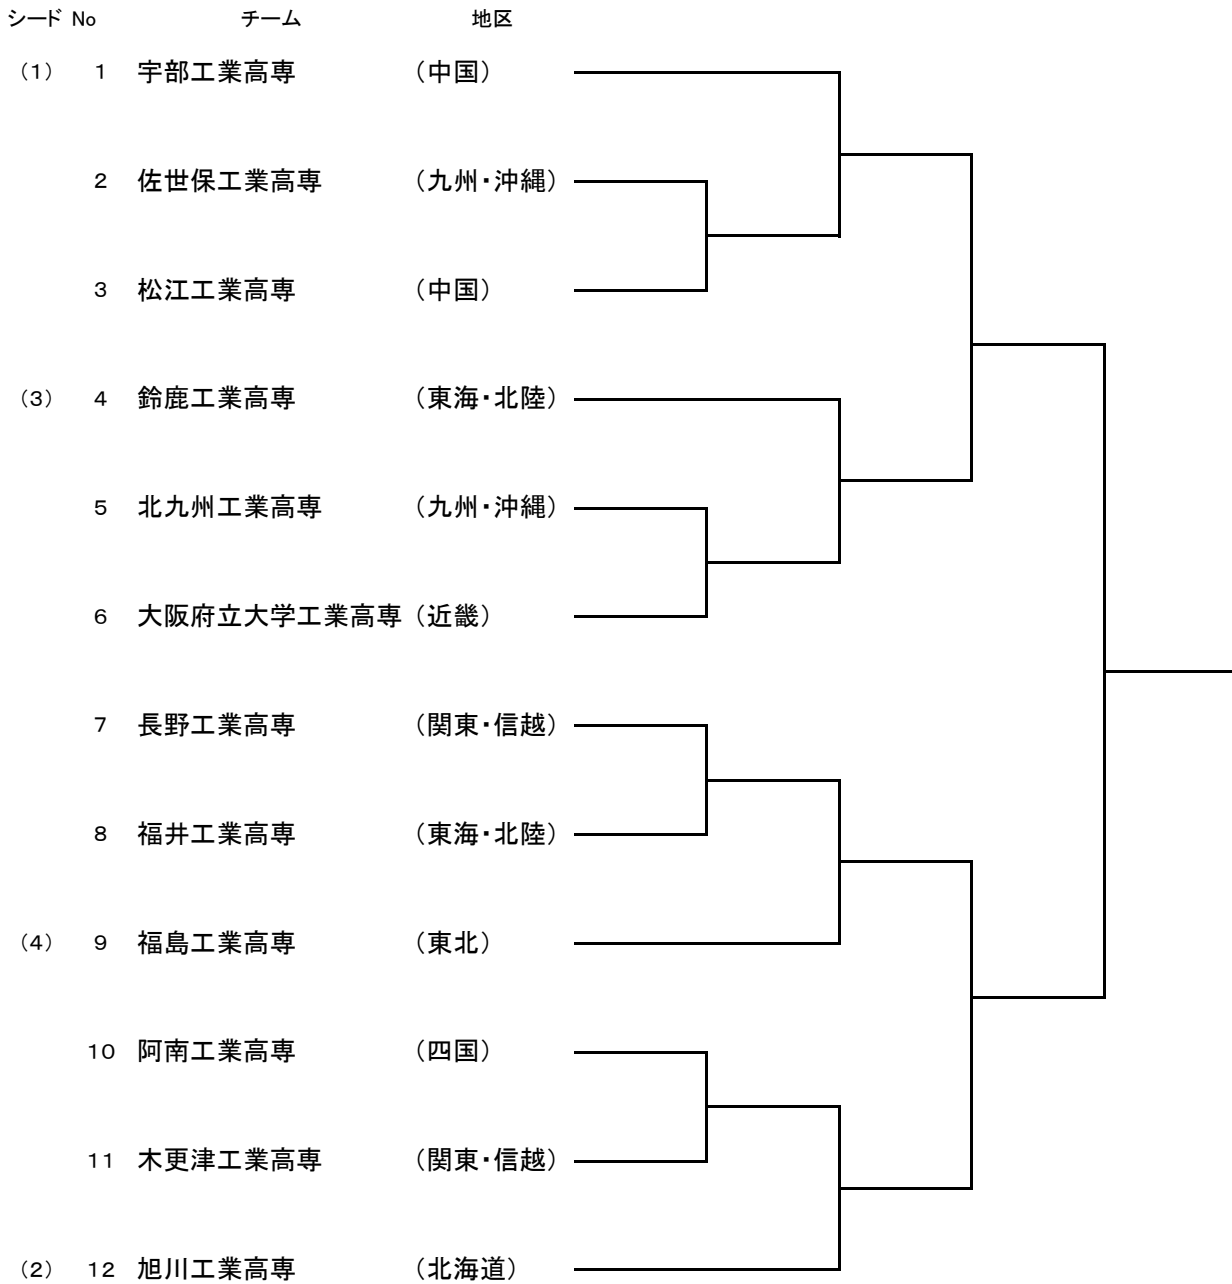 シード No チーム 地区
(1) 1 宇部工業高専 (中国)
2 佐世保工業高専 (九州・沖縄)
3 松江工業高専 (中国)
(3) 4 鈴鹿工業高専 (東海・北陸)
5 北九州工業高専 (九州・沖縄)
6 大阪府立大学工業高専 (近畿)
7 長野工業高専 (関東・信越)
8 福井工業高専 (東海・北陸)
(4) 9 福島工業高専 (東北)
10 阿南工業高専 (四国)
11 木更津工業高専 (関東・信越)
(2) 12 旭川工業高専 (北海道)